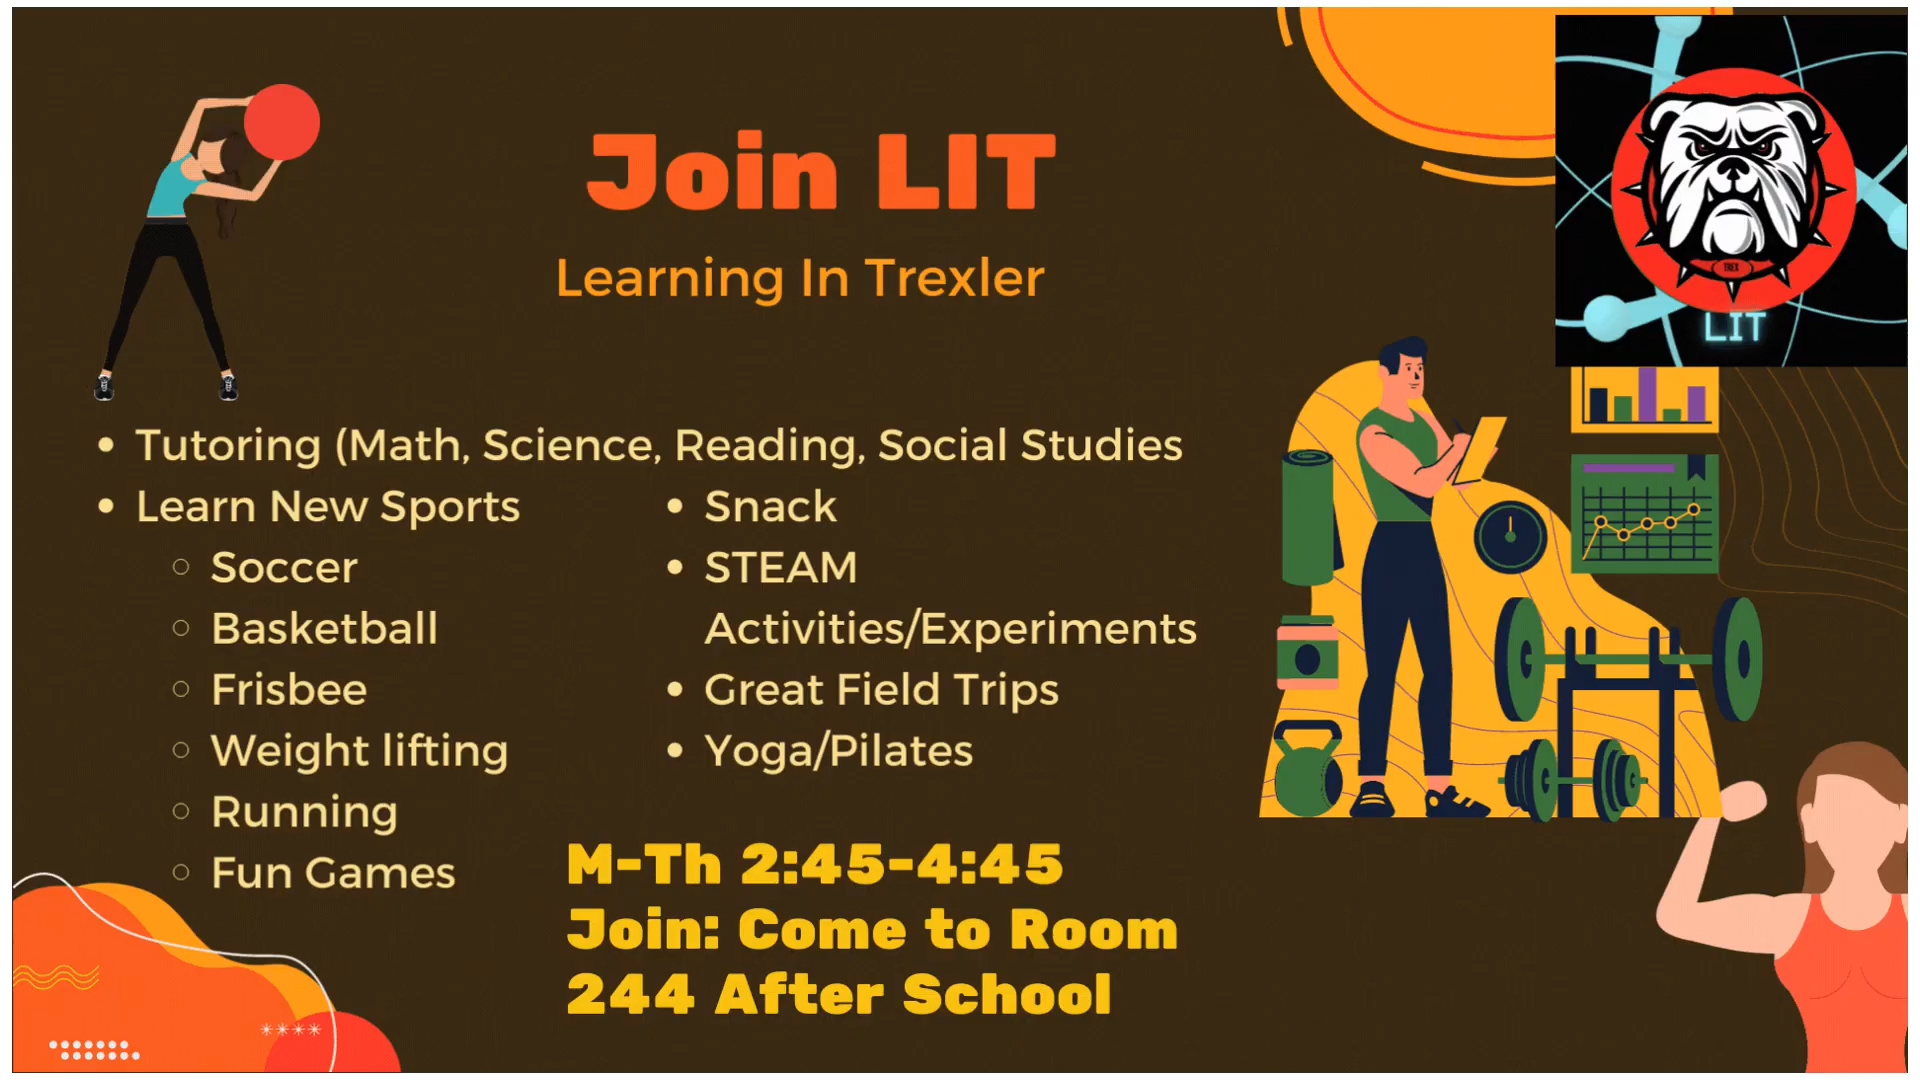 Join LIT
Learning In Trexler
TREX
LIT
Tutoring (Math, Science, Reading, Social Studies
Learn New Sports
Soccer
Basketball
Frisbee
Weight lifting
Running
Fun Games
Snack
STEAM
Activities/Experiments
Great Field Trips
Yoga/Pilates
M-Th 2:45-4:45
Join: Come to Room
244 After School